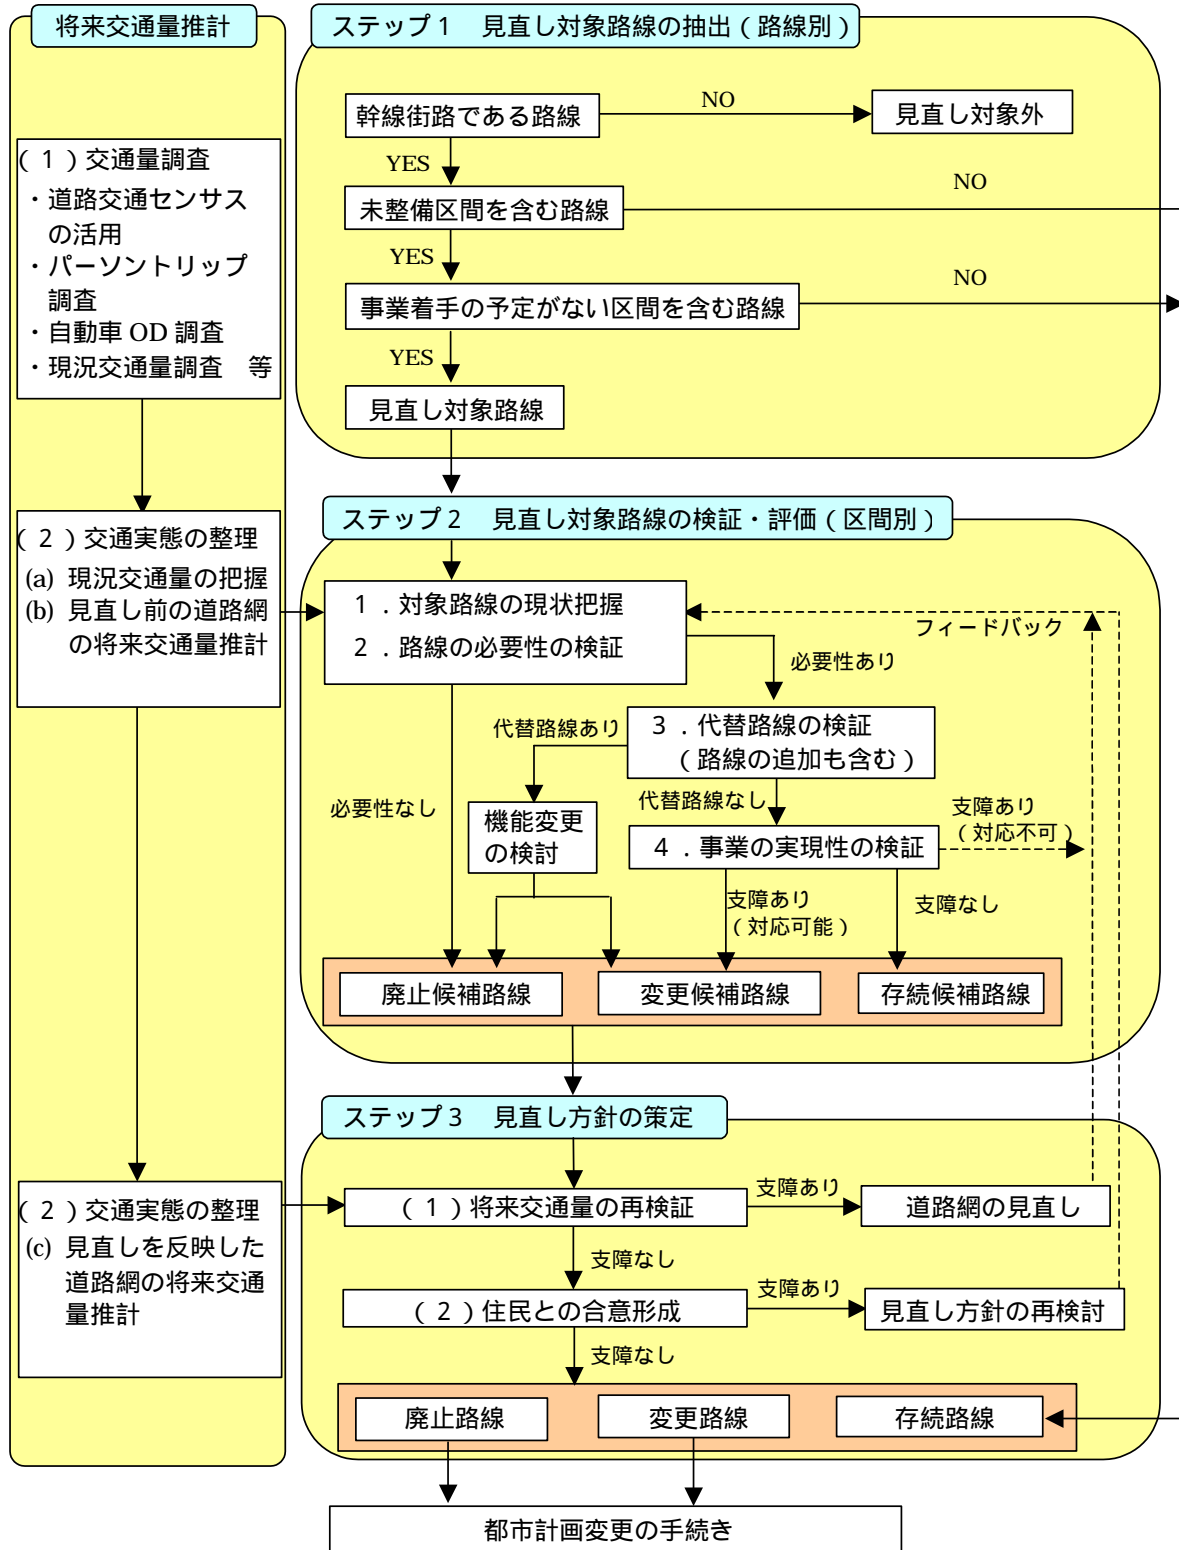 将来交通量推計
(1)交通量調査
・道路交通センサス
の活用
・パーソントリップ
調査
・自動車 OD 調査
・現況交通量調査 等
(2)交通実態の整理
(a) 現況交通量の把握
(b) 見直し前の道路網
の将来交通量推計
(2)交通実態の整理
(c) 見直しを反映した
道路網の将来交通
量推計
ステップ1 見直し対象路線の抽出(路線別)
幹線街路である路線
NO
見直し対象外
YES
未整備区間を含む路線
NO
YES
事業着手の予定がない区間を含む路線
NO
YES
見直し対象路線
ステップ2 見直し対象路線の検証・評価(区間別)
1.対象路線の現状把握
2.路線の必要性の検証
フィードバック
必要性あり
代替路線あり
3.代替路線の検証
(路線の追加も含む)
必要性なし
機能変更
の検討
代替路線なし
支障あり
(対応不可)
4.事業の実現性の検証
支障あり
(対応可能)
支障なし
廃止候補路線
変更候補路線
存続候補路線
ステップ3 見直し方針の策定
(1)将来交通量の再検証
支障あり
道路網の見直し
支障なし
(2)住民との合意形成
支障あり
見直し方針の再検討
支障なし
廃止路線
変更路線
存続路線
都市計画変更の手続き